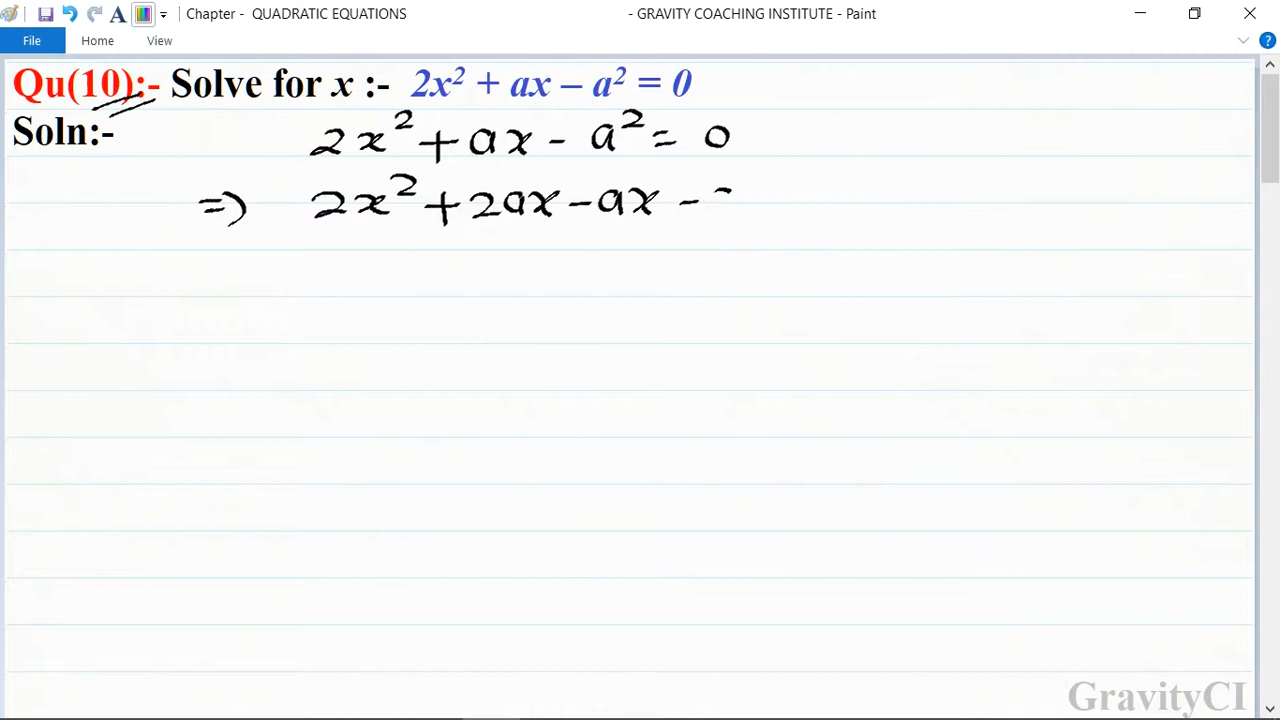 Chapter - QUADRATIC EQUATIONS - GRAVITY COACHING INSTITUTE - Paint
File Home View
Qu(10):- Solve for x :- 2x² + ax – a² = 0
Soln:- 2x² + ax - a² = 0
=> 2x² + 2ax - ax -
GravityCI